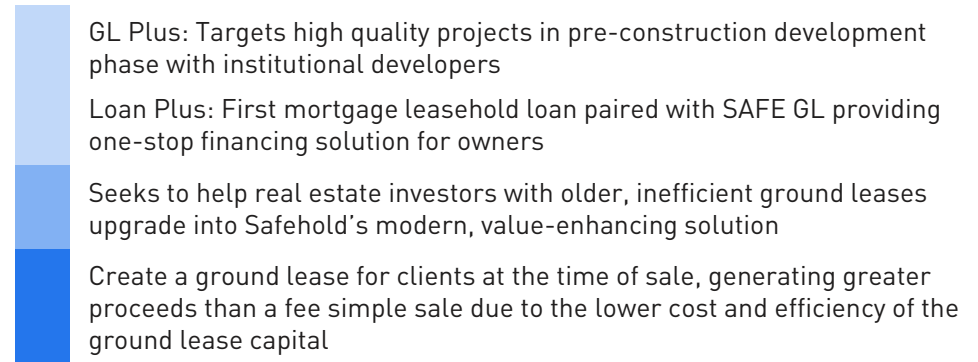 GL Plus: Targets high quality projects in pre-construction development
phase with institutional developers
Loan Plus: First mortgage leasehold loan paired with SAFE GL providing
one-stop financing solution for owners
Seeks to help real estate investors with older, inefficient ground leases
upgrade into Safehold’s modern, value-enhancing solution
Create a ground lease for clients at the time of sale, generating greater
proceeds than a fee simple sale due to the lower cost and efficiency of the
ground lease capital